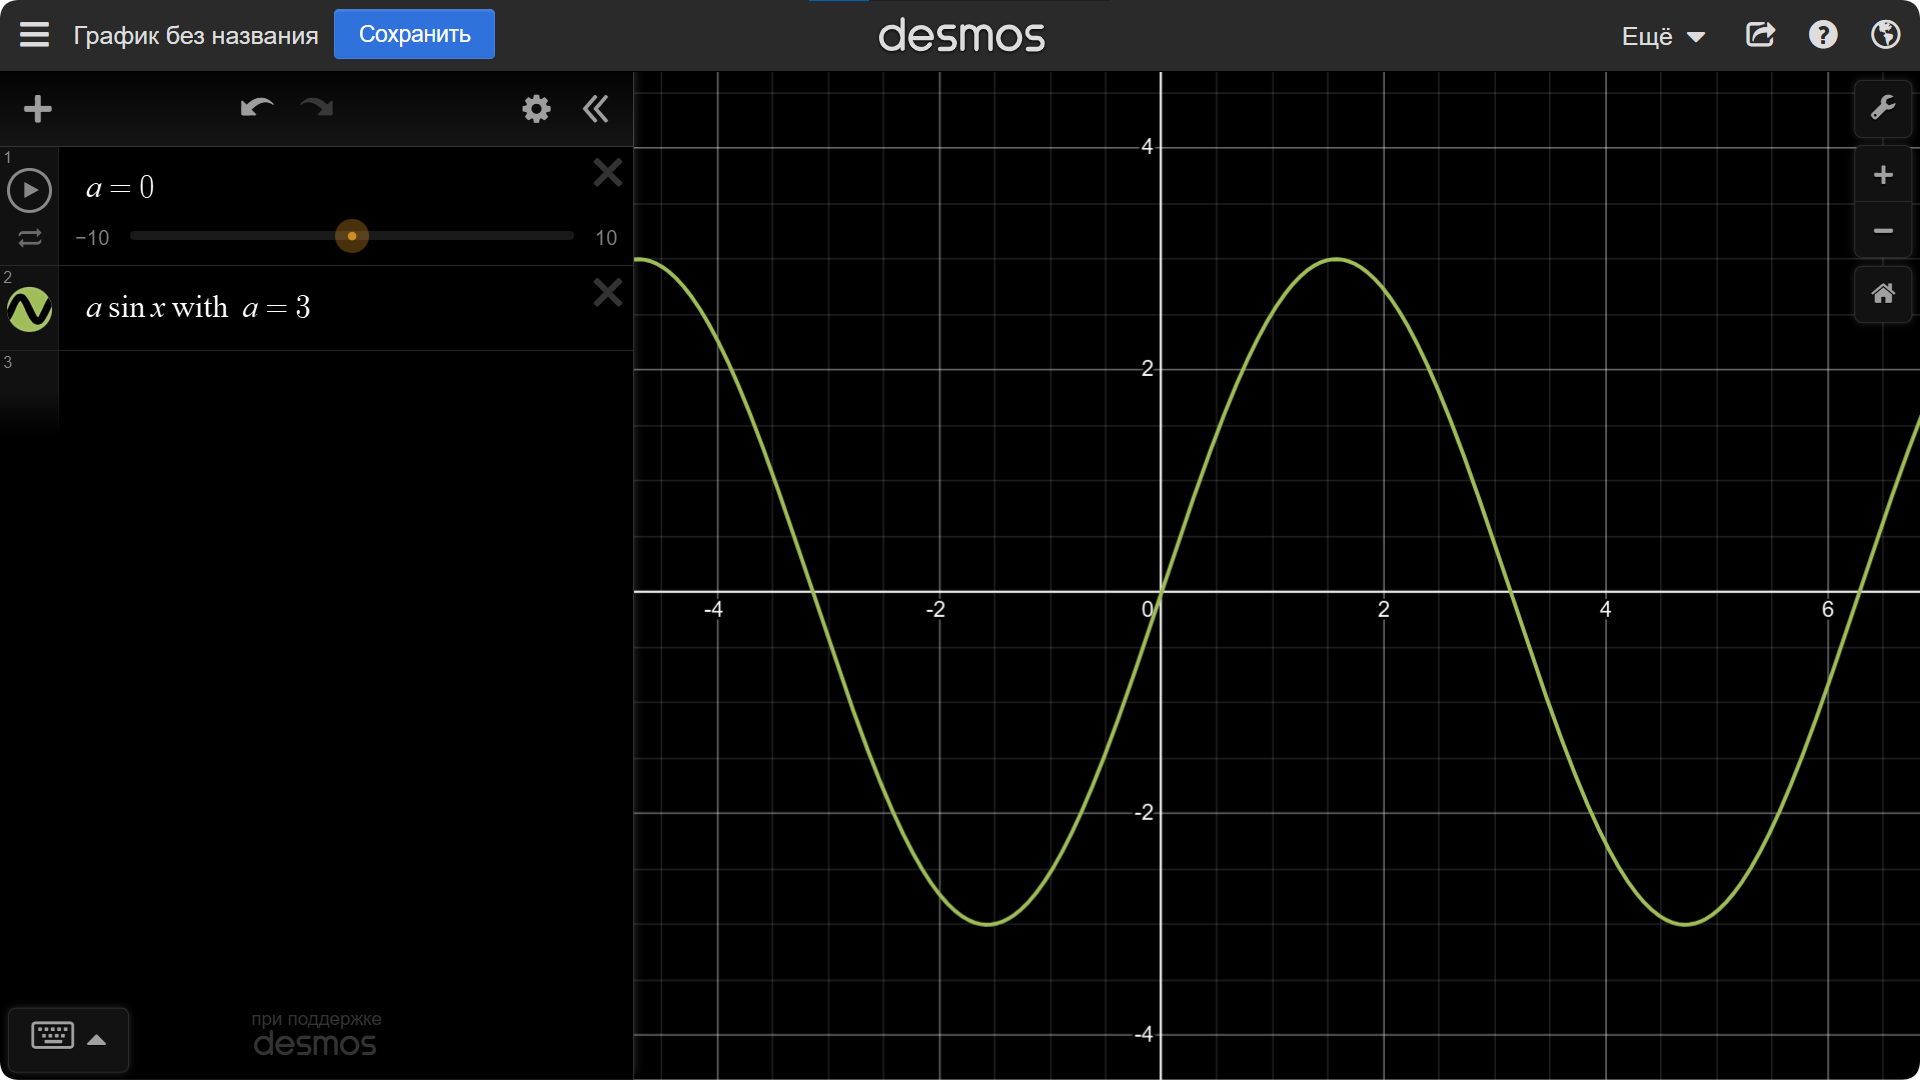 График без названия
Сохранить
desmos
Ещё
1
a = 0
−10
10
2
a sin x with a = 3
3
4
2
-4
-2
0
2
4
6
-2
-4
при поддержке
desmos